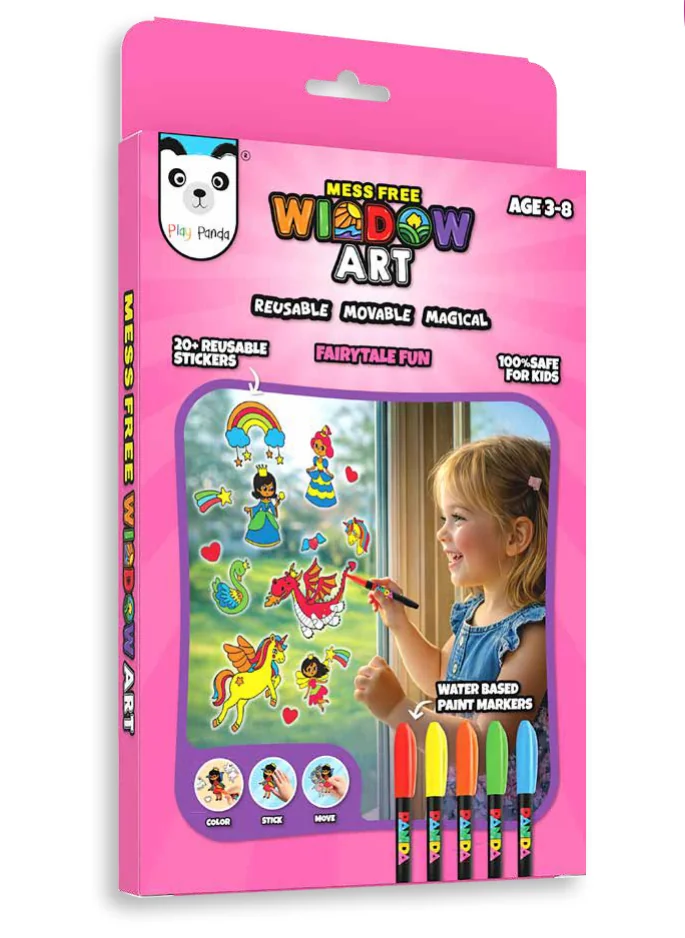 Play Panda
®
MESS FREE
WINDOW
ART
AGE 3-8
REUSABLE MOVABLE MAGICAL
20+ REUSABLE
STICKERS
FAIRYTALE FUN
100% SAFE
FOR KIDS
MESS FREE WINDOW ART
WATER BASED
PAINT MARKERS
COLOR
STICK
MOVE
PANDA
PANDA
PANDA
PANDA
PANDA